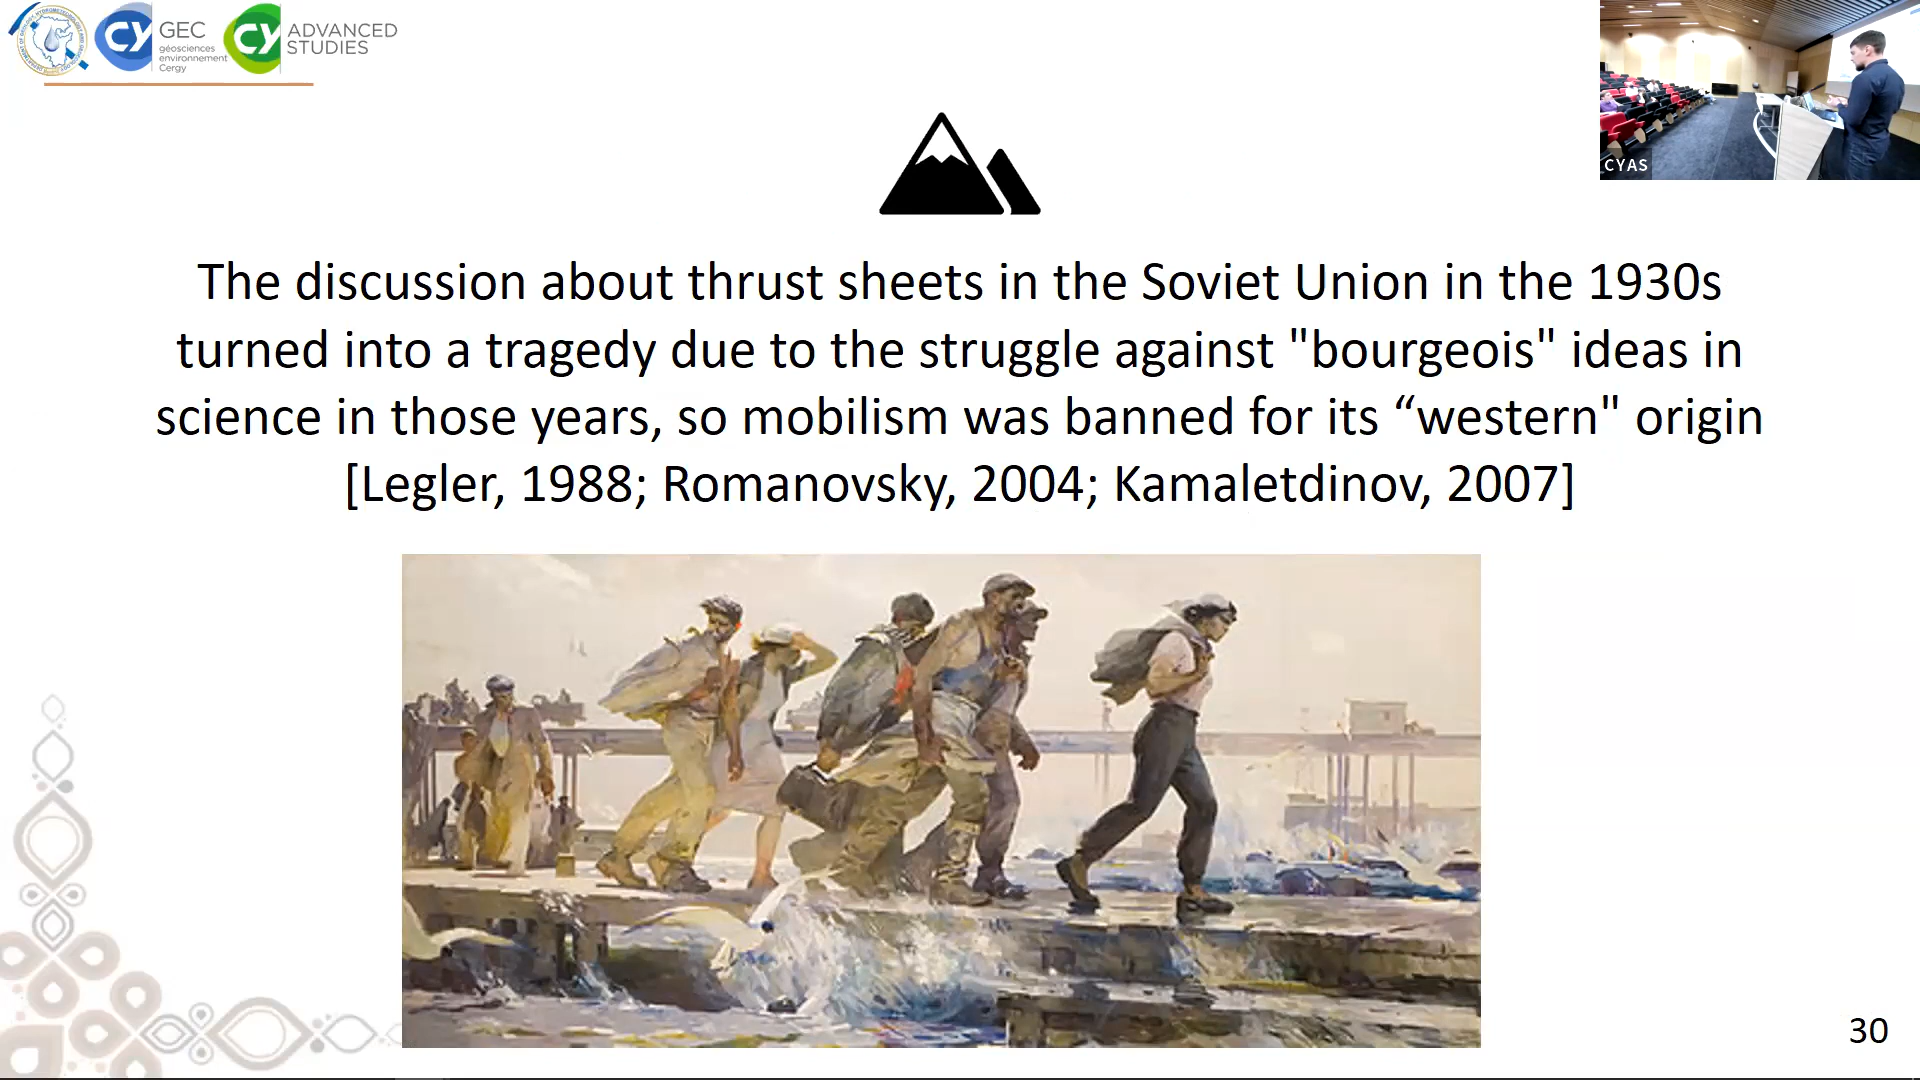 CY
GEC
géosciences
environnement
Cergy
CY
ADVANCED
STUDIES
CYAS
The discussion about thrust sheets in the Soviet Union in the 1930s
turned into a tragedy due to the struggle against "bourgeois" ideas in
science in those years, so mobilism was banned for its “western" origin
[Legler, 1988; Romanovsky, 2004; Kamaletdinov, 2007]
30